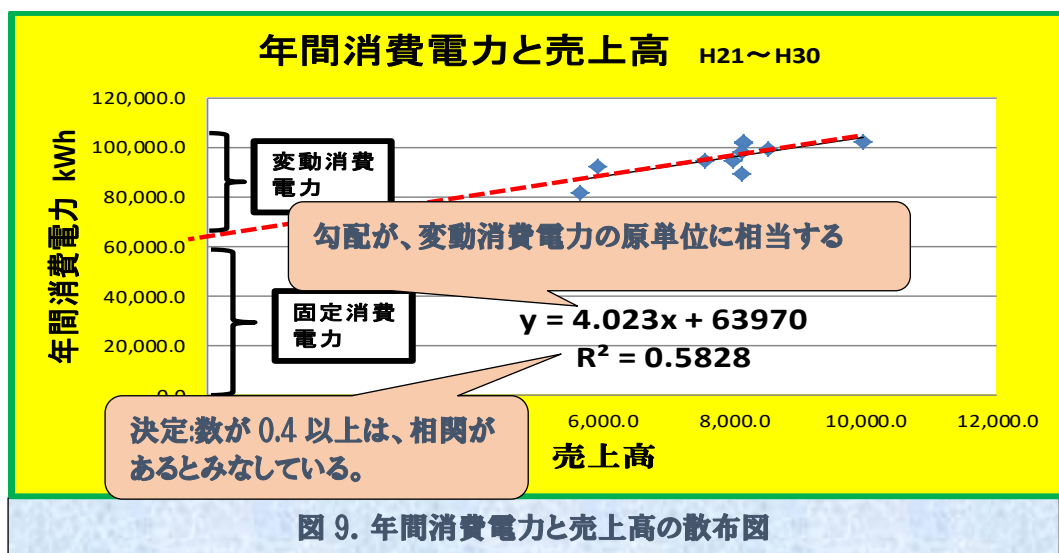 年間消費電力と売上高 H21～H30
年間消費電力 kWh
120,000.0
100,000.0
80,000.0
60,000.0
40,000.0
20,000.0
0.0
変動消費
電力
勾配が、変動消費電力の原単位に相当する
固定消費
電力
y = 4.023x + 63970
R² = 0.5828
決定:数が 0.4 以上は、相関が
あるとみなしている。
6,000.0 8,000.0 10,000.0 12,000.0
売上高
図 9. 年間消費電力と売上高の散布図